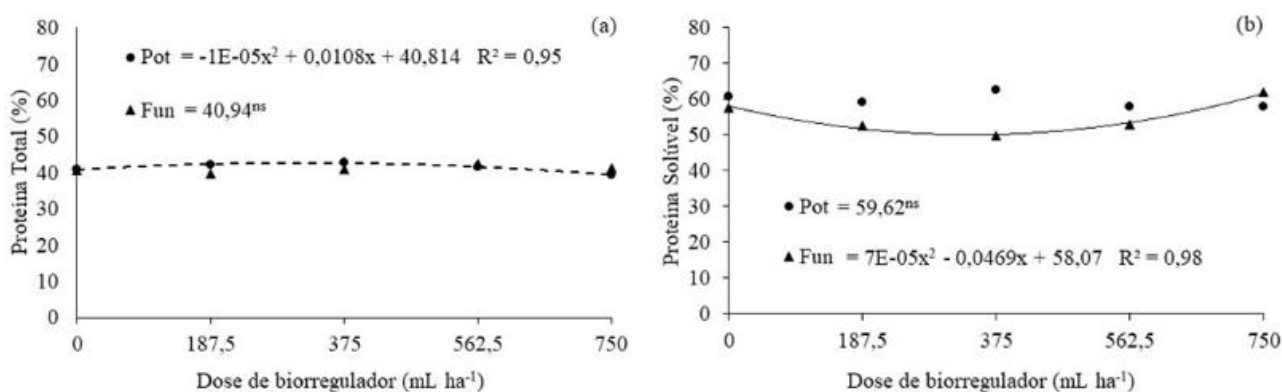 (a)
Proteína Total (%)
80
70
60
50
40
30
20
10
0
Pot = -1E-05x² + 0,0108x + 40,814 R² = 0,95
Fun = 40,94ⁿˢ
0 187,5 375 562,5 750
Dose de biorregulador (mL ha⁻¹)
(b)
Proteína Solúvel (%)
80
70
60
50
40
30
20
10
0
Pot = 59,62ⁿˢ
Fun = 7E-05x² - 0,0469x + 58,07 R² = 0,98
0 187,5 375 562,5 750
Dose de biorregulador (mL ha⁻¹)